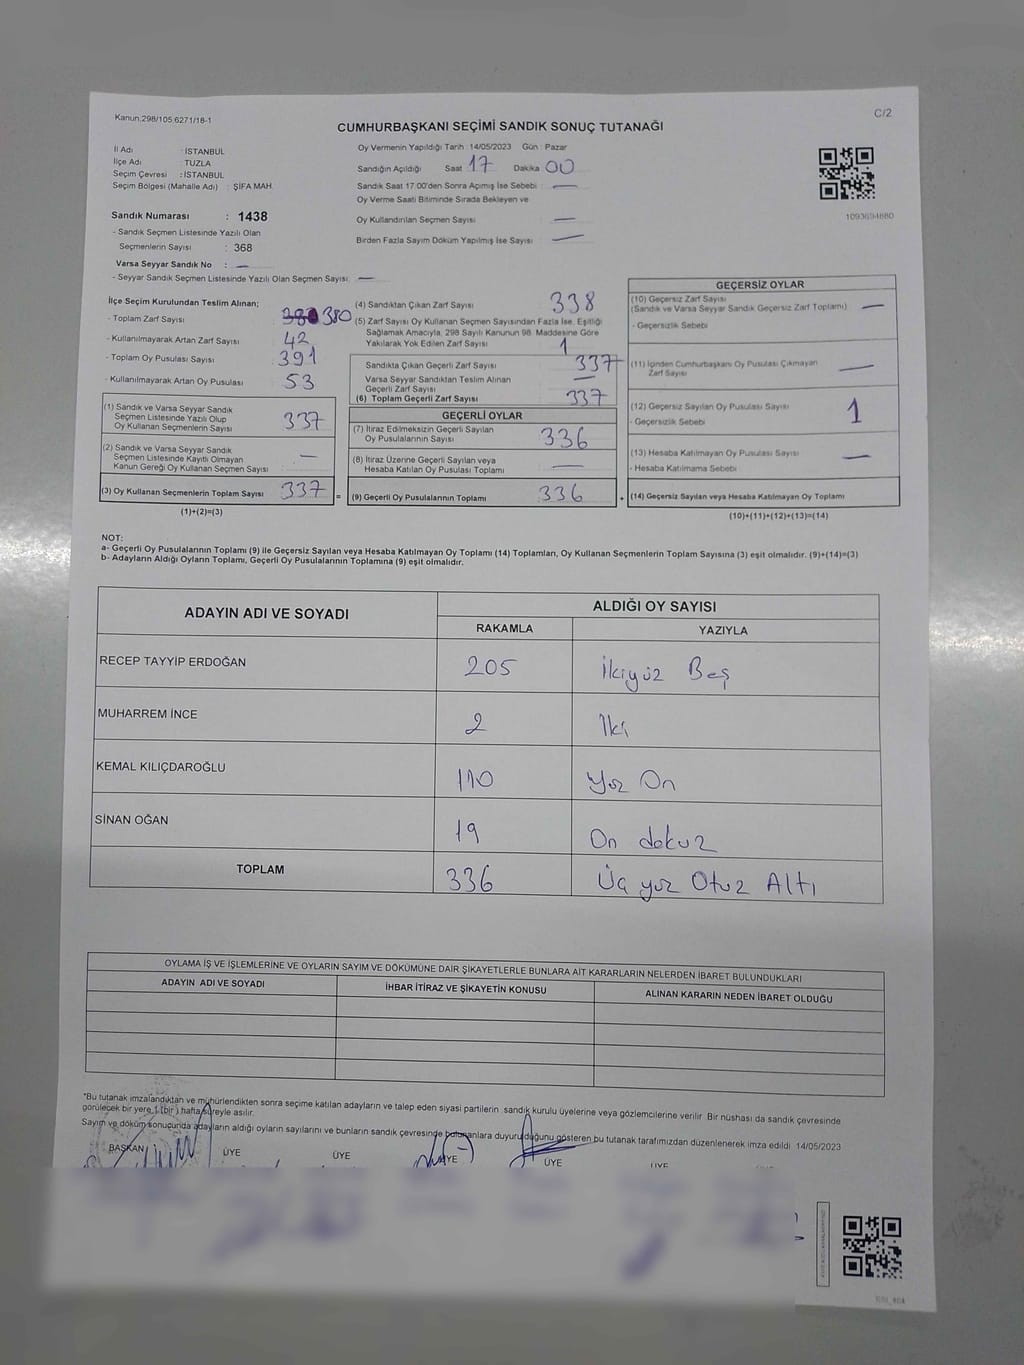 Kanun:298/105;6271/18-1
C/2
CUMHURBAŞKANI SEÇİMİ SANDIK SONUÇ TUTANAĞI
İl Adı : İSTANBUL
İlçe Adı : TUZLA
Seçim Çevresi : İSTANBUL
Seçim Bölgesi (Mahalle Adı) : ŞİFA MAH.
Oy Vermenin Yapıldığı Tarih : 14/05/2023 Gün : Pazar
Sandığın Açıldığı Saat 17 Dakika 00
Sandık Saat 17:00'den Sonra Açımış İse Sebebi : —
Oy Verme Saati Bitiminde Sırada Bekleyen ve
Oy Kullandırılan Seçmen Sayısı —
Birden Fazla Sayım Döküm Yapılmış İse Sayısı —
1093694880
Sandık Numarası : 1438
- Sandık Seçmen Listesinde Yazılı Olan
Seçmenlerin Sayısı : 368
Varsa Seyyar Sandık No : —
- Seyyar Sandık Seçmen Listesinde Yazılı Olan Seçmen Sayısı: —
İlçe Seçim Kurulundan Teslim Alınan;
- Toplam Zarf Sayısı 380
- Kullanılmayarak Artan Zarf Sayısı 42
- Toplam Oy Pusulası Sayısı 391
- Kullanılmayarak Artan Oy Pusulası 53
(1) Sandık ve Varsa Seyyar Sandık
Seçmen Listesinde Yazılı Olup
Oy Kullanan Seçmenlerin Sayısı 337
(2) Sandık ve Varsa Seyyar Sandık
Seçmen Listesinde Kayıtlı Olmayan
Kanun Gereği Oy Kullanan Seçmen Sayısı —
(3) Oy Kullanan Seçmenlerin Toplam Sayısı 337 =
(1)+(2)=(3)
(4) Sandıktan Çıkan Zarf Sayısı 338
(5) Zarf Sayısı Oy Kullanan Seçmen Sayısından Fazla İse, Eşitliği
Sağlamak Amacıyla, 298 Sayılı Kanunun 98. Maddesine Göre
Yakılarak Yok Edilen Zarf Sayısı 1
Sandıkta Çıkan Geçerli Zarf Sayısı 337
Varsa Seyyar Sandıktan Teslim Alınan
Geçerli Zarf Sayısı —
(6) Toplam Geçerli Zarf Sayısı 337
GEÇERLİ OYLAR
(7) İtiraz Edilmeksizin Geçerli Sayılan
Oy Pusulalarının Sayısı 336
(8) İtiraz Üzerine Geçerli Sayılan veya
Hesaba Katılan Oy Pusulası Toplamı —
(9) Geçerli Oy Pusulalarının Toplamı 336 +
GEÇERSİZ OYLAR
(10) Geçersiz Zarf Sayısı
(Sandık ve Varsa Seyyar Sandık Geçersiz Zarf Toplamı) —
- Geçersizlik Sebebi
(11) İçinden Cumhurbaşkanı Oy Pusulası Çıkmayan
Zarf Sayısı —
(12) Geçersiz Sayılan Oy Pusulası Sayısı 1
- Geçersizlik Sebebi
(13) Hesaba Katılmayan Oy Pusulası Sayısı —
- Hesaba Katılmama Sebebi
(14) Geçersiz Sayılan veya Hesaba Katılmayan Oy Toplamı
(10)+(11)+(12)+(13)=(14)
NOT:
a- Geçerli Oy Pusulalarının Toplamı (9) ile Geçersiz Sayılan veya Hesaba Katılmayan Oy Toplamı (14) Toplamları, Oy Kullanan Seçmenlerin Toplam Sayısına (3) eşit olmalıdır. (9)+(14)=(3)
b- Adayların Aldığı Oyların Toplamı, Geçerli Oy Pusulalarının Toplamına (9) eşit olmalıdır.
ADAYIN ADI VE SOYADI
ALDIĞI OY SAYISI
RAKAMLA YAZIYLA
RECEP TAYYİP ERDOĞAN 205 İkiyüz Beş
MUHARREM İNCE 2 İki
KEMAL KILIÇDAROĞLU 110 Yüz On
SİNAN OĞAN 19 On dokuz
TOPLAM 336 Üç yüz Otuz Altı
OYLAMA İŞ VE İŞLEMLERİNE VE OYLARIN SAYIM VE DÖKÜMÜNE DAİR ŞİKAYETLERLE BUNLARA AİT KARARLARIN NELERDEN İBARET BULUNDUKLARI
ADAYIN ADI VE SOYADI İHBAR İTİRAZ VE ŞİKAYETİN KONUSU ALINAN KARARIN NEDEN İBARET OLDUĞU
*Bu tutanak imzalandıktan ve mühürlendikten sonra seçime katılan adayların ve talep eden siyasi partilerin sandık kurulu üyelerine veya gözlemcilerine verilir. Bir nüshası da sandık çevresinde
görülecek bir yere 1 (bir) hafta süreyle asılır.
Sayım ve döküm sonucunda adayların aldığı oyların sayılarını ve bunların sandık çevresinde bulunanlara duyurulduğunu gösteren bu tutanak tarafımızdan düzenlenerek imza edildi. 14/05/2023
BAŞKAN ÜYE ÜYE ÜYE ÜYE ÜYE